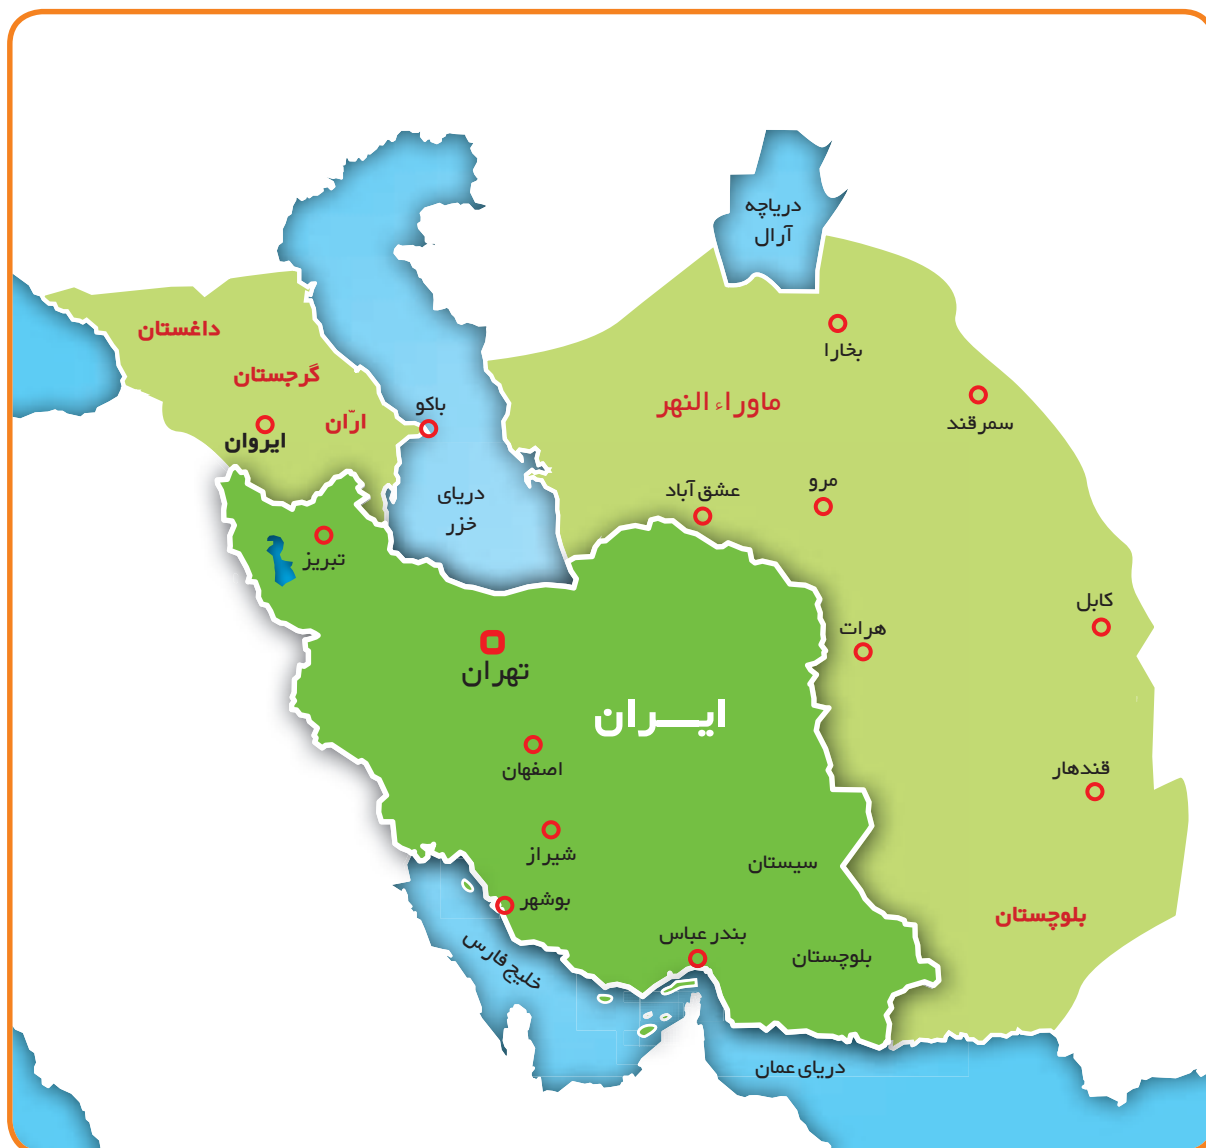 دریاچه
آرال
داغستان
بخارا
گرجستان
ماوراء النهر
سمرقند
باکو
ارّان
ایروان
مرو
عشق آباد
دریای
خزر
تبریز
کابل
هرات
تهران
ایــران
قندهار
اصفهان
شیراز
سیستان
بوشهر
بلوچستان
بندر عباس
خلیج فارس
بلوچستان
دریای عمان